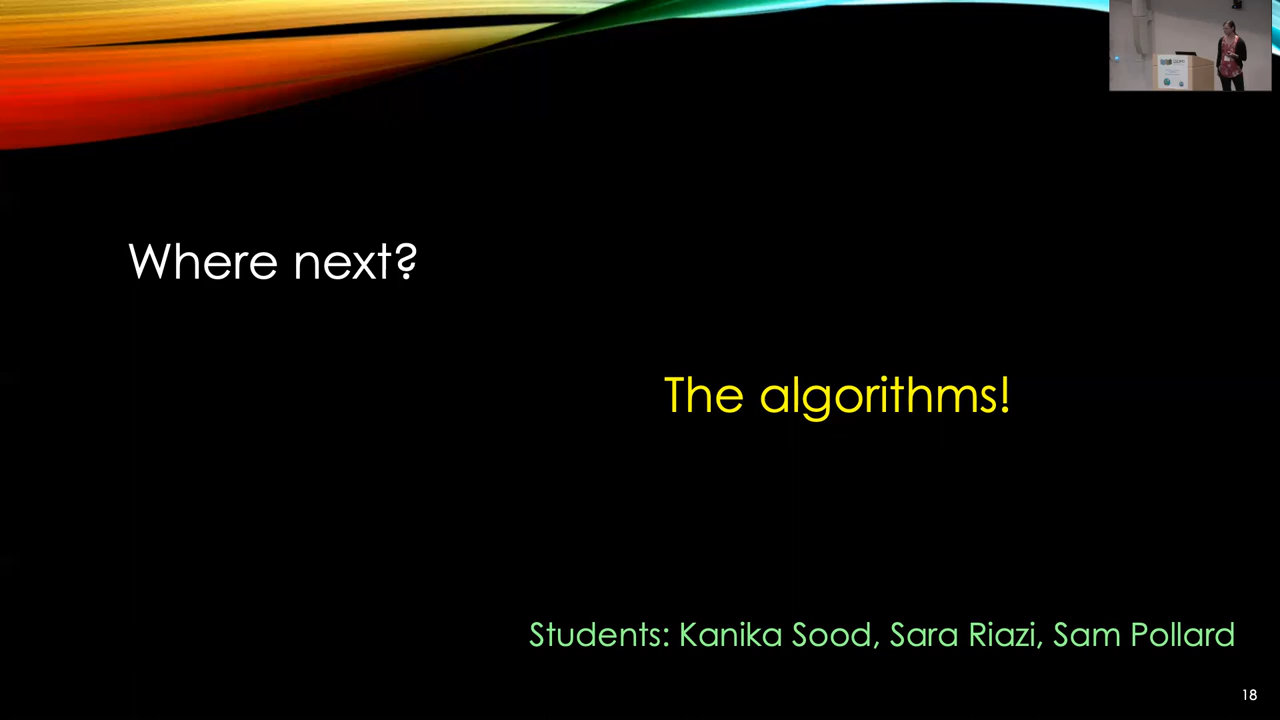 Where next?
The algorithms!
Students: Kanika Sood, Sara Riazi, Sam Pollard
18